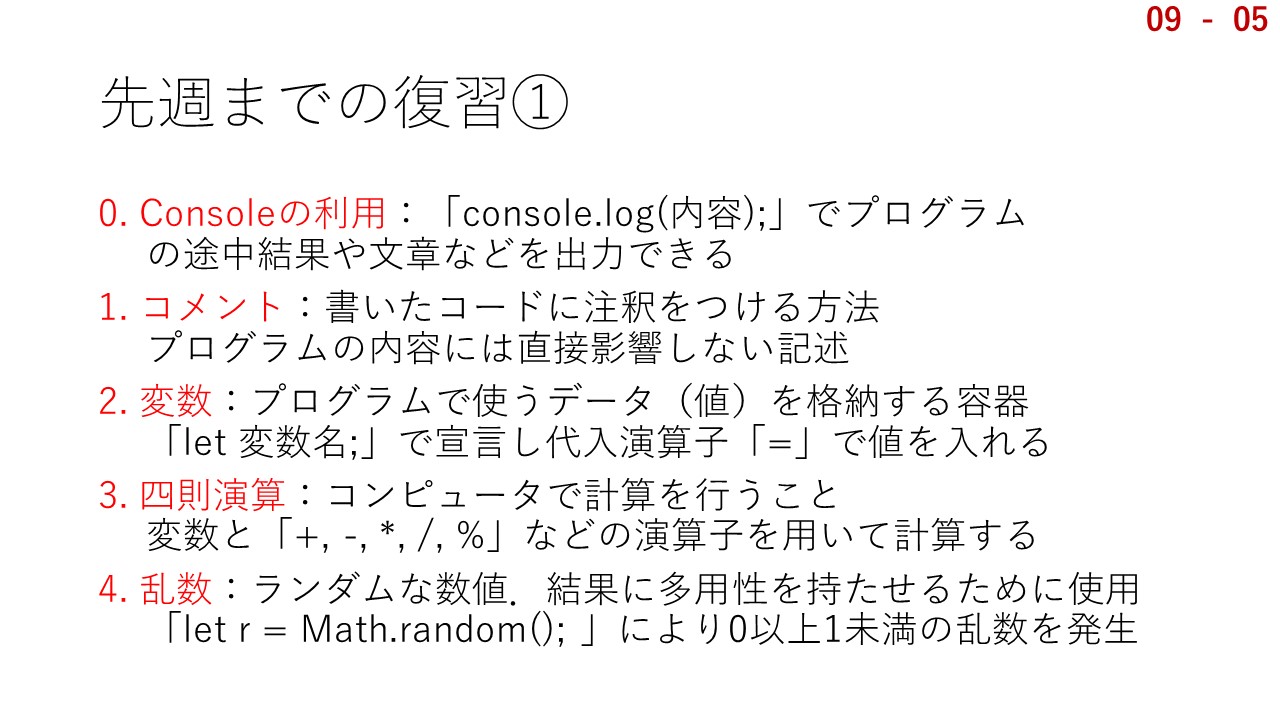 09 - 05
先週までの復習①
0. Consoleの利用：「console.log(内容);」でプログラム
の途中結果や文章などを出力できる
1. コメント：書いたコードに注釈をつける方法
プログラムの内容には直接影響しない記述
2. 変数：プログラムで使うデータ（値）を格納する容器
「let 変数名;」で宣言し代入演算子「=」で値を入れる
3. 四則演算：コンピュータで計算を行うこと
変数と「+, -, *, /, %」などの演算子を用いて計算する
4. 乱数：ランダムな数値．結果に多用性を持たせるために使用
「let r = Math.random(); 」により0以上1未満の乱数を発生